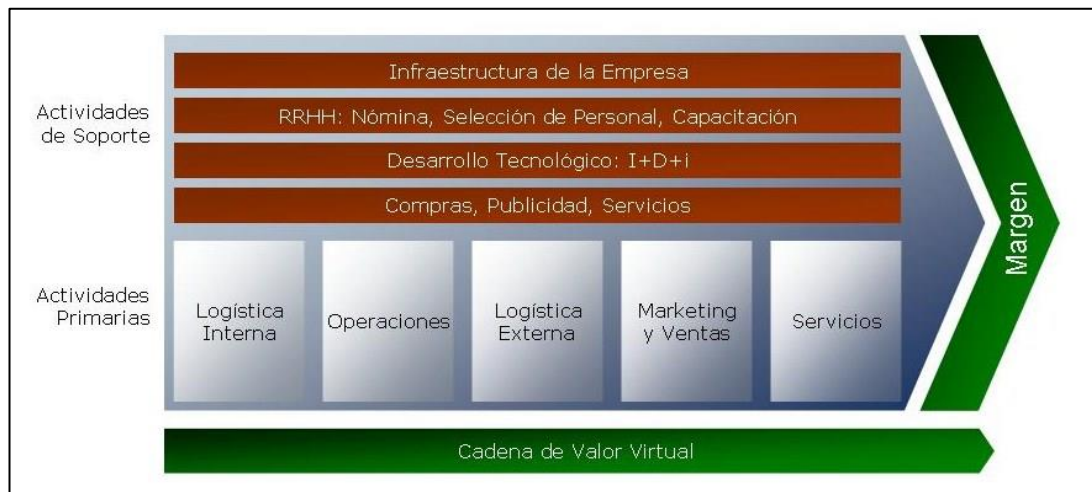 Actividades
de Soporte
Infraestructura de la Empresa
RRHH: Nómina, Selección de Personal, Capacitación
Desarrollo Tecnológico: I+D+i
Compras, Publicidad, Servicios
Actividades
Primarias
Logística
Interna
Operaciones
Logística
Externa
Marketing
y Ventas
Servicios
Margen
Cadena de Valor Virtual